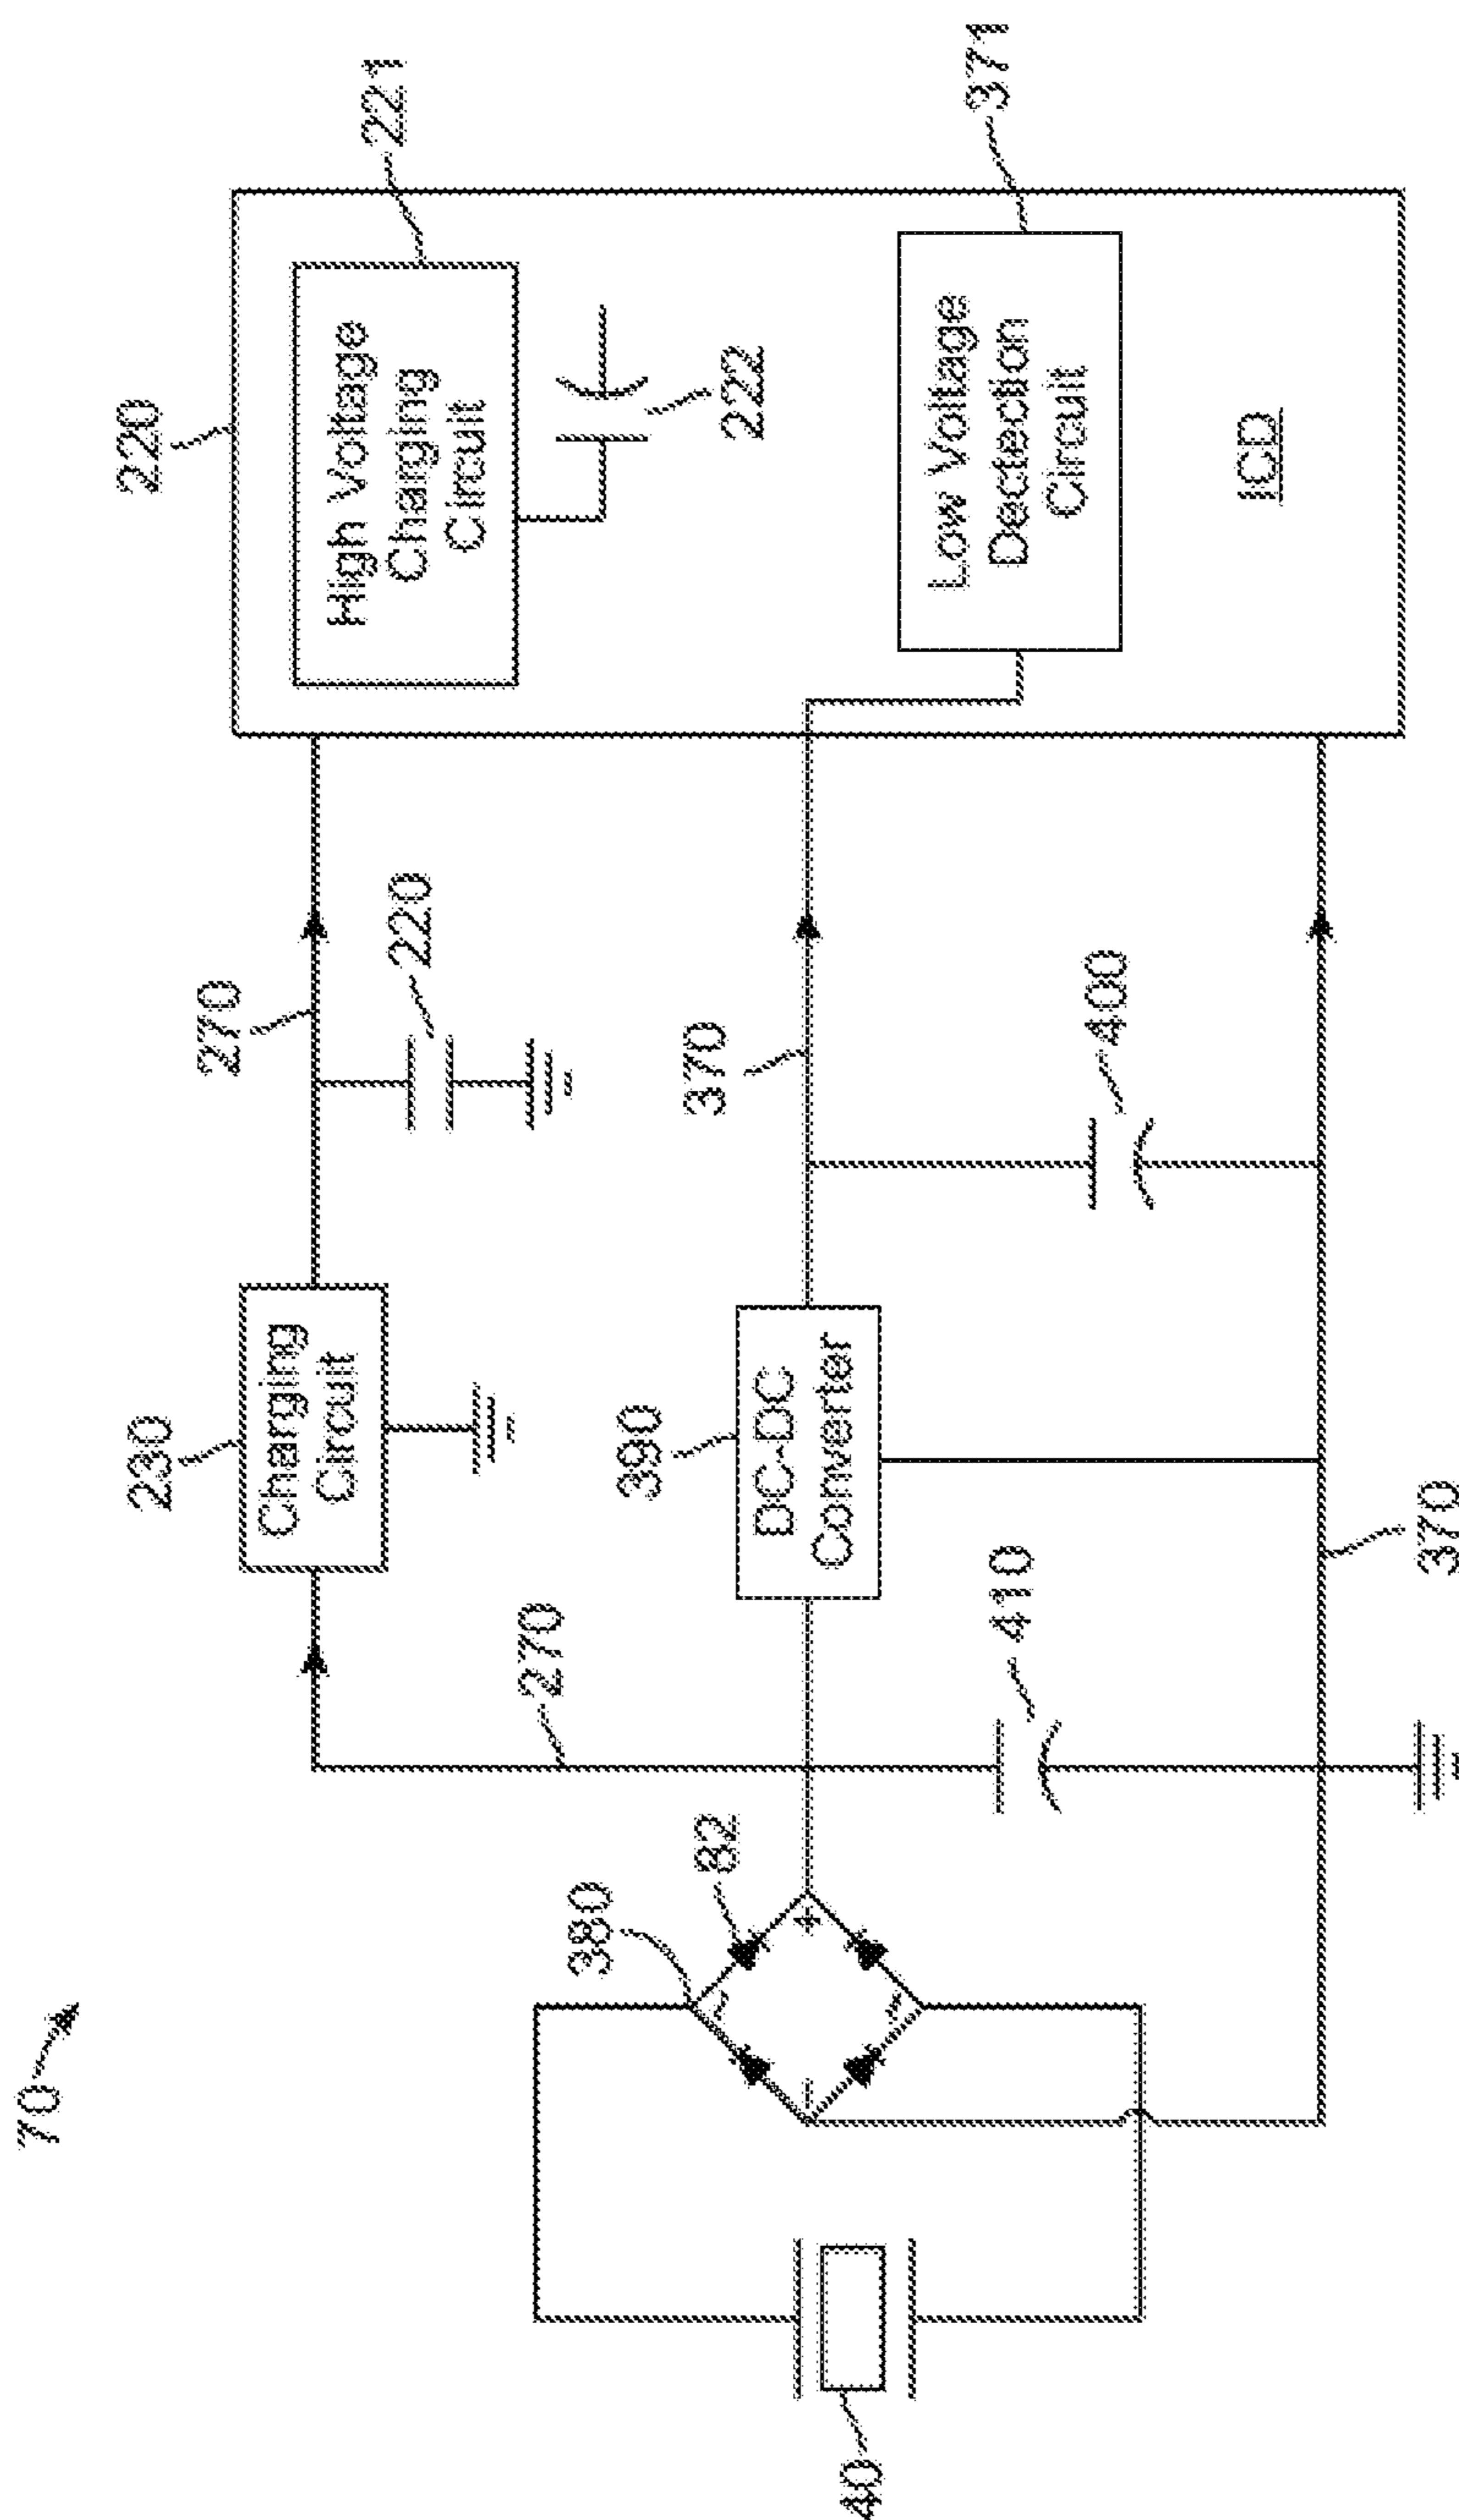 70
220
High Voltage
Charging
Circuit
221
222
Low Voltage
Dectection
Circuit
371
ICD
230
Charging
Circuit
270
220
270
390
DC-DC
Converter
370
400
410
370
380
82
~
+
-
~
40